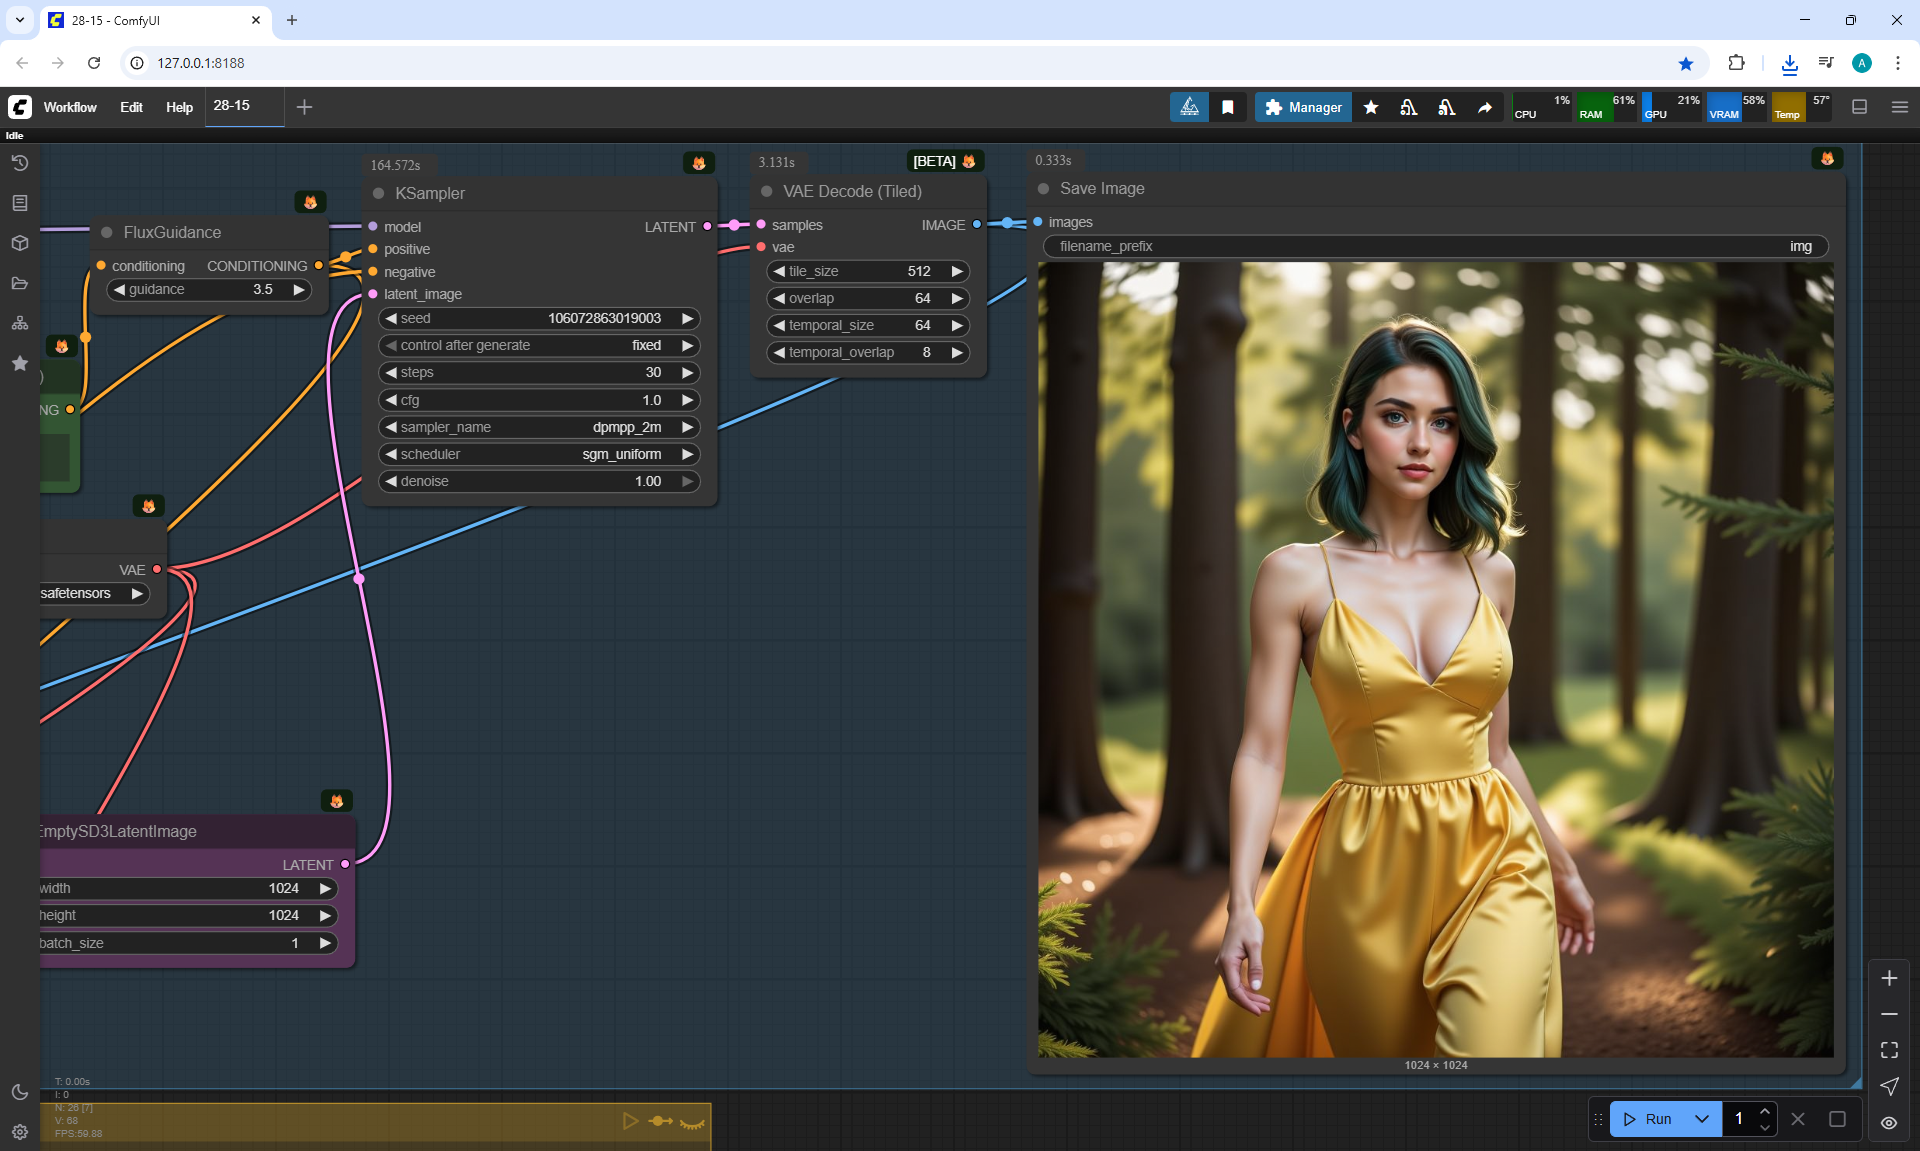 28-15 - ComfyUI
127.0.0.1:8188
Workflow Edit Help 28-15
Manager
CPU 1% RAM 61% GPU 21% VRAM 58% Temp 57°
Idle
164.572s
KSampler
model LATENT
positive
negative
latent_image
seed 106072863019003
control after generate fixed
steps 30
cfg 1.0
sampler_name dpmpp_2m
scheduler sgm_uniform
denoise 1.00
3.131s [BETA]
VAE Decode (Tiled)
samples IMAGE
vae
tile_size 512
overlap 64
temporal_size 64
temporal_overlap 8
0.333s
Save Image
images
filename_prefix img
1024 × 1024
FluxGuidance
conditioning CONDITIONING
guidance 3.5
)
NG
VAE
safetensors
EmptySD3LatentImage
LATENT
width 1024
height 1024
batch_size 1
T: 0.00s
I: 0
N: 26 [7]
V: 68
FPS:59.88
Run 1
A